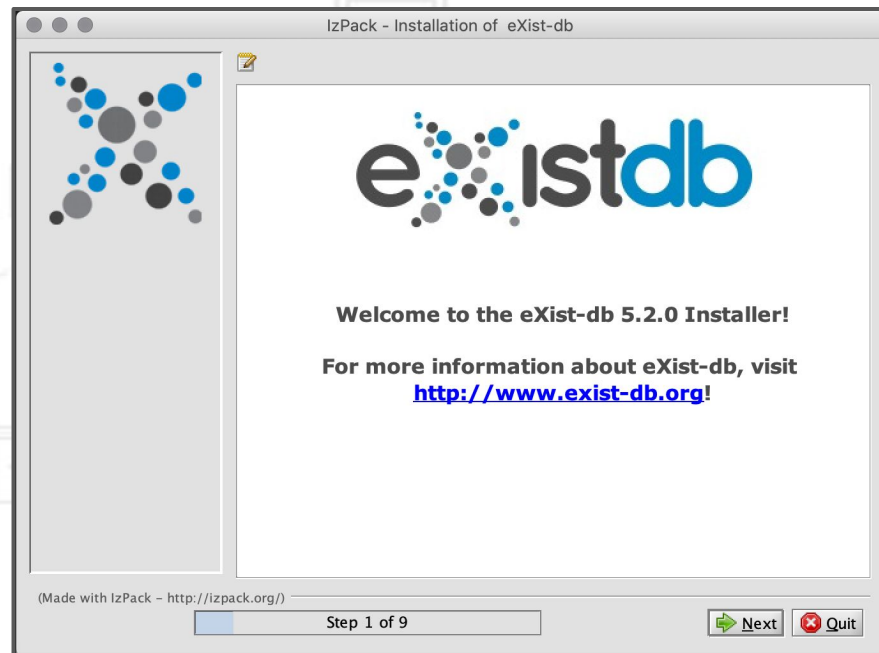 IzPack - Installation of eXist-db
eXistdb
Welcome to the eXist-db 5.2.0 Installer!
For more information about eXist-db, visit
http://www.exist-db.org!
(Made with IzPack - http://izpack.org/)
Step 1 of 9
Next
Quit